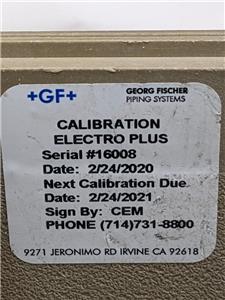 +GF+
GEORG FISCHER
PIPING SYSTEMS
CALIBRATION
ELECTRO PLUS
Serial #16008
Date: 2/24/2020
Next Calibration Due
Date: 2/24/2021
Sign By: CEM
PHONE (714)731-8800
9271 JERONIMO RD IRVINE CA 92618